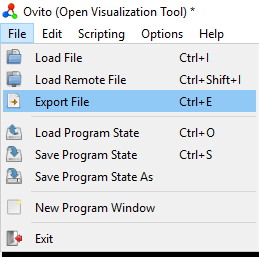 Ovito (Open Visualization Tool) *
File Edit Scripting Options Help
Load File Ctrl+I
Load Remote File Ctrl+Shift+I
Export File Ctrl+E
Load Program State Ctrl+O
Save Program State Ctrl+S
Save Program State As
New Program Window
Exit